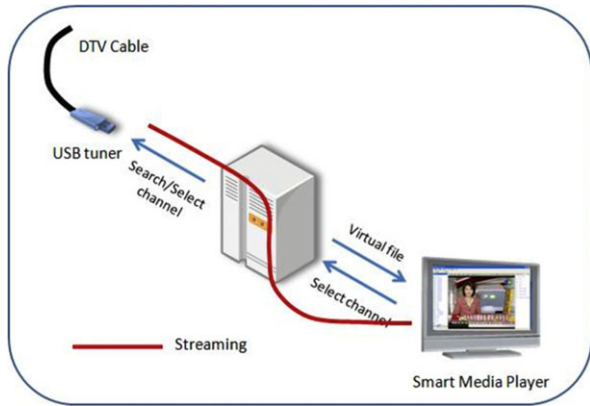 DTV Cable
USB tuner
Search/Select
channel
Virtual file
Select channel
Streaming
Smart Media Player